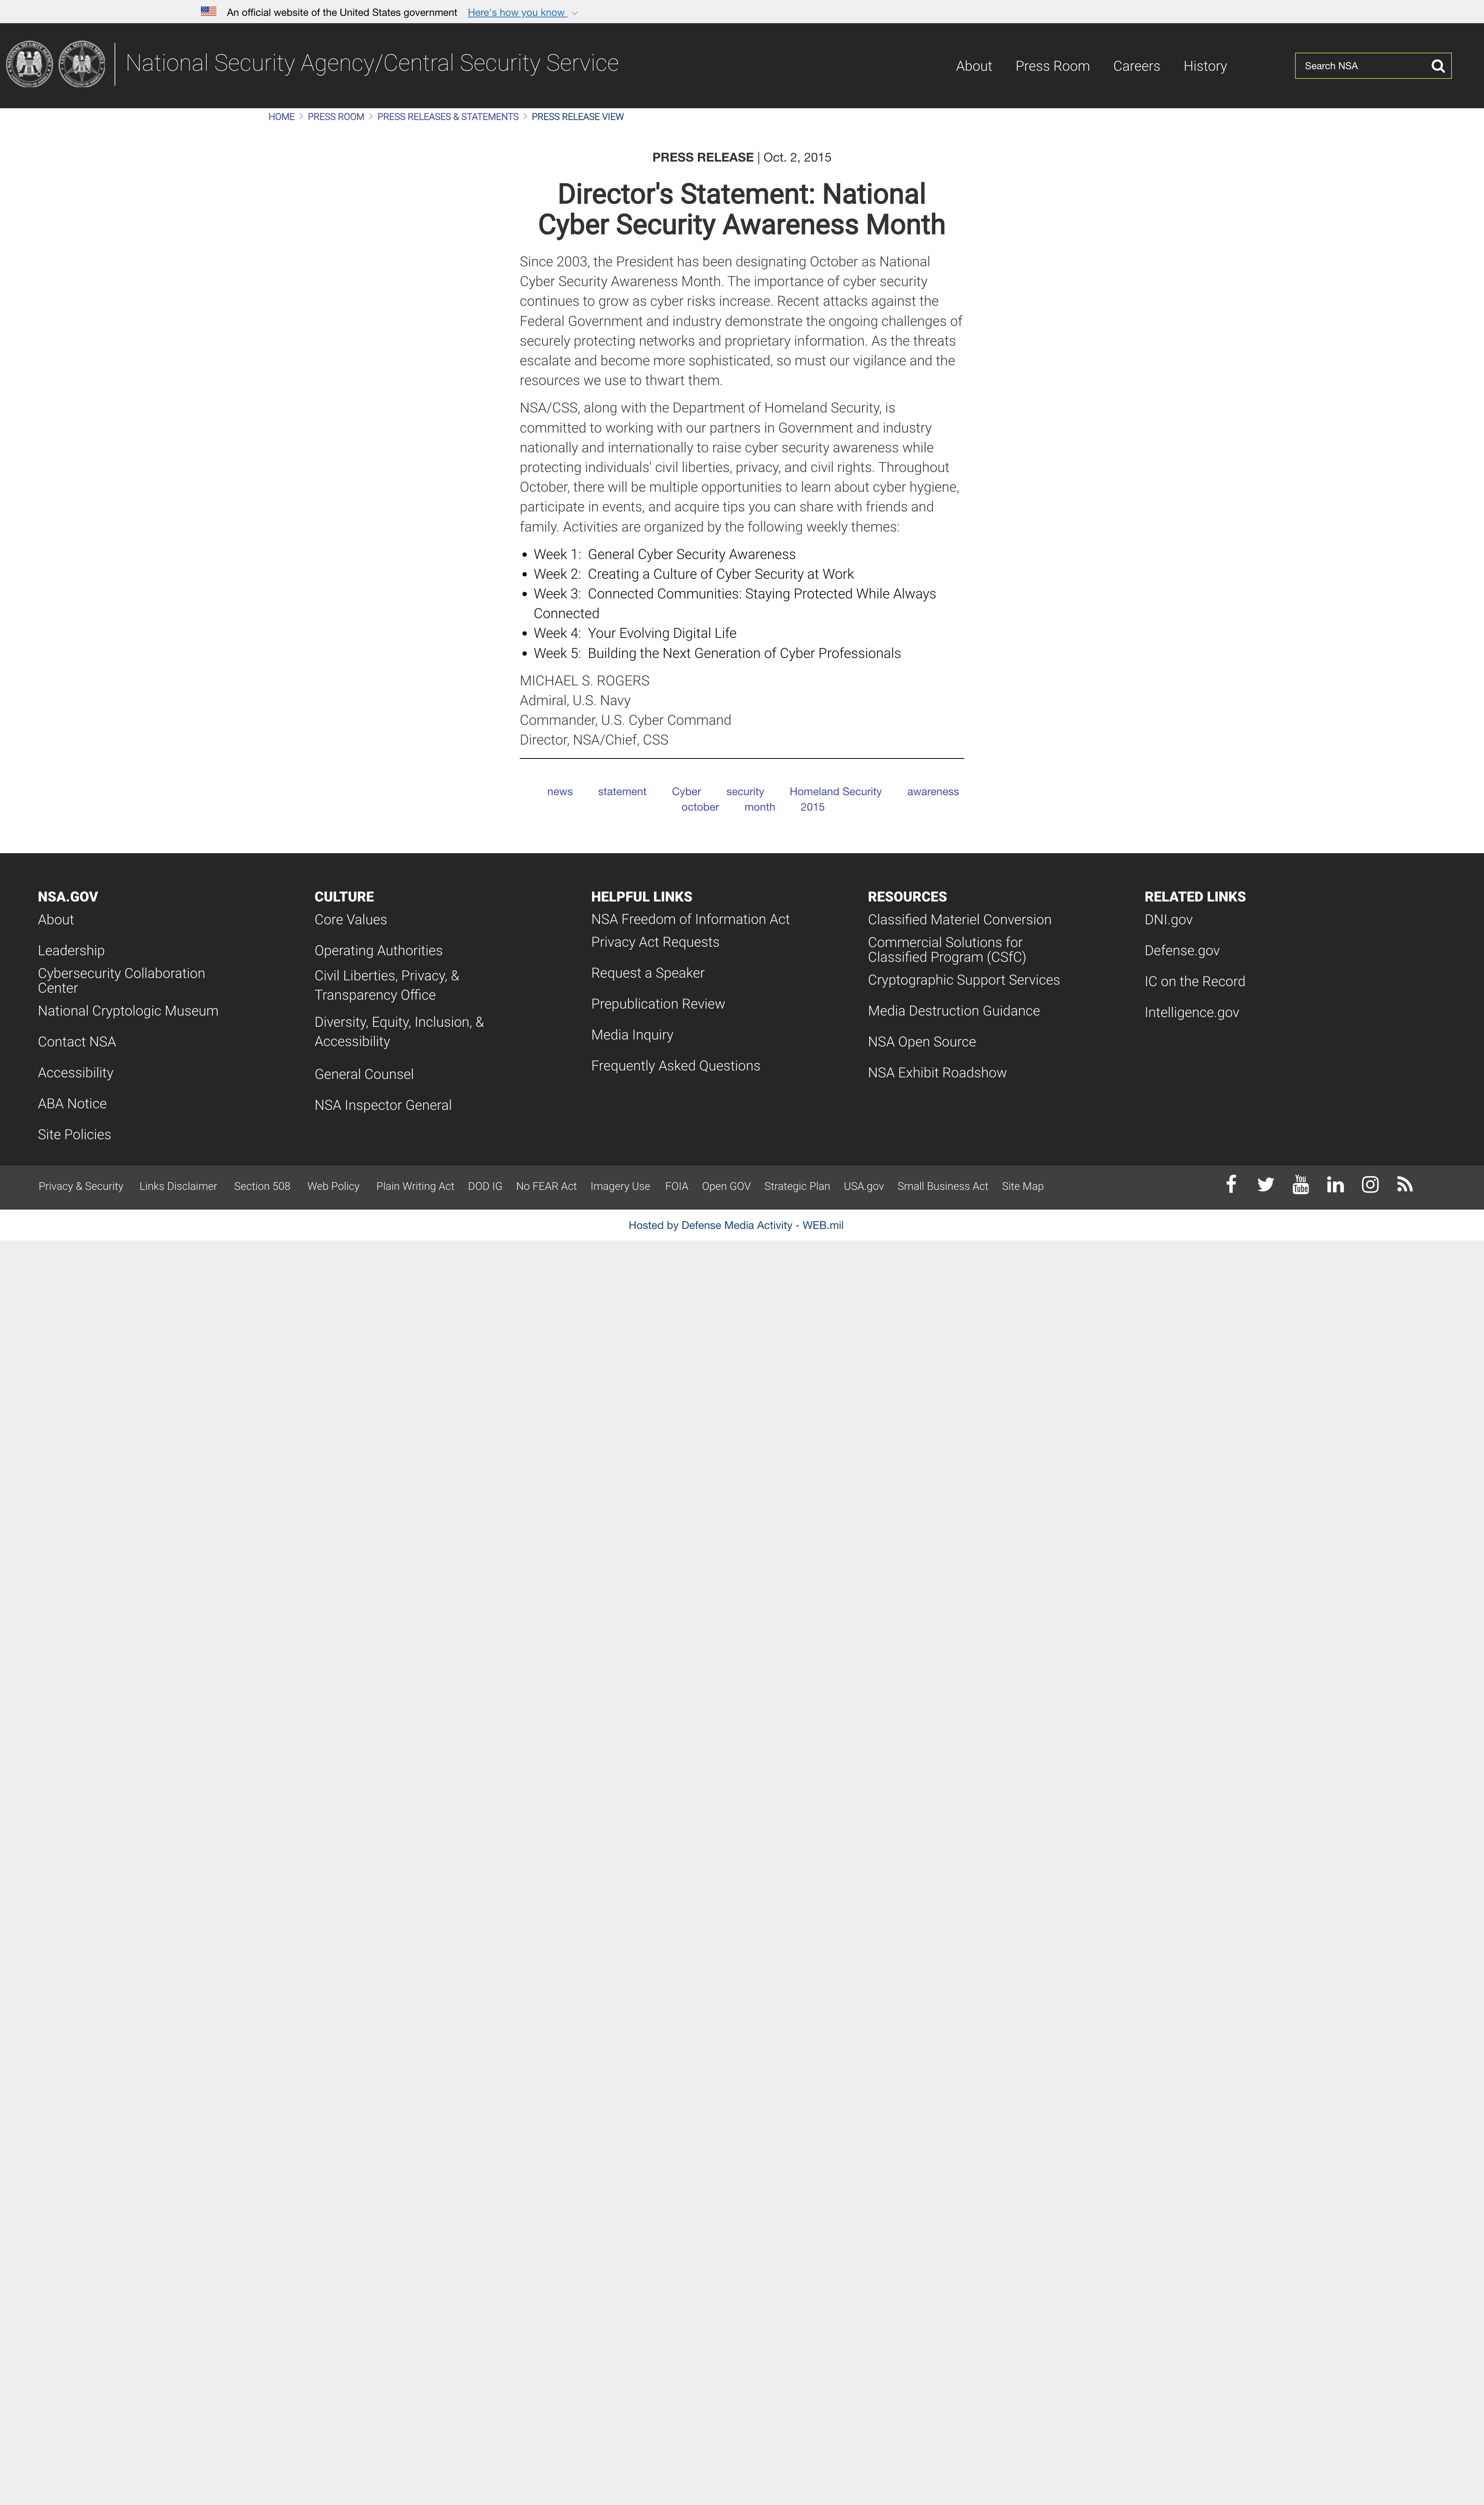 An official website of the United States government Here's how you know
National Security Agency/Central Security Service
About Press Room Careers History
Search NSA
HOME PRESS ROOM PRESS RELEASES & STATEMENTS PRESS RELEASE VIEW
PRESS RELEASE | Oct. 2, 2015
Director's Statement: National
Cyber Security Awareness Month
Since 2003, the President has been designating October as National
Cyber Security Awareness Month. The importance of cyber security
continues to grow as cyber risks increase. Recent attacks against the
Federal Government and industry demonstrate the ongoing challenges of
securely protecting networks and proprietary information. As the threats
escalate and become more sophisticated, so must our vigilance and the
resources we use to thwart them.
NSA/CSS, along with the Department of Homeland Security, is
committed to working with our partners in Government and industry
nationally and internationally to raise cyber security awareness while
protecting individuals' civil liberties, privacy, and civil rights. Throughout
October, there will be multiple opportunities to learn about cyber hygiene,
participate in events, and acquire tips you can share with friends and
family. Activities are organized by the following weekly themes:
• Week 1:  General Cyber Security Awareness
• Week 2:  Creating a Culture of Cyber Security at Work
• Week 3:  Connected Communities: Staying Protected While Always
Connected
• Week 4:  Your Evolving Digital Life
• Week 5:  Building the Next Generation of Cyber Professionals
MICHAEL S. ROGERS
Admiral, U.S. Navy
Commander, U.S. Cyber Command
Director, NSA/Chief, CSS
news statement Cyber security Homeland Security awareness
october month 2015
NSA.GOV
About
Leadership
Cybersecurity Collaboration
Center
National Cryptologic Museum
Contact NSA
Accessibility
ABA Notice
Site Policies
CULTURE
Core Values
Operating Authorities
Civil Liberties, Privacy, &
Transparency Office
Diversity, Equity, Inclusion, &
Accessibility
General Counsel
NSA Inspector General
HELPFUL LINKS
NSA Freedom of Information Act
Privacy Act Requests
Request a Speaker
Prepublication Review
Media Inquiry
Frequently Asked Questions
RESOURCES
Classified Materiel Conversion
Commercial Solutions for
Classified Program (CSfC)
Cryptographic Support Services
Media Destruction Guidance
NSA Open Source
NSA Exhibit Roadshow
RELATED LINKS
DNI.gov
Defense.gov
IC on the Record
Intelligence.gov
Privacy & Security Links Disclaimer Section 508 Web Policy Plain Writing Act DOD IG No FEAR Act Imagery Use FOIA Open GOV Strategic Plan USA.gov Small Business Act Site Map
You
Tube
Hosted by Defense Media Activity - WEB.mil